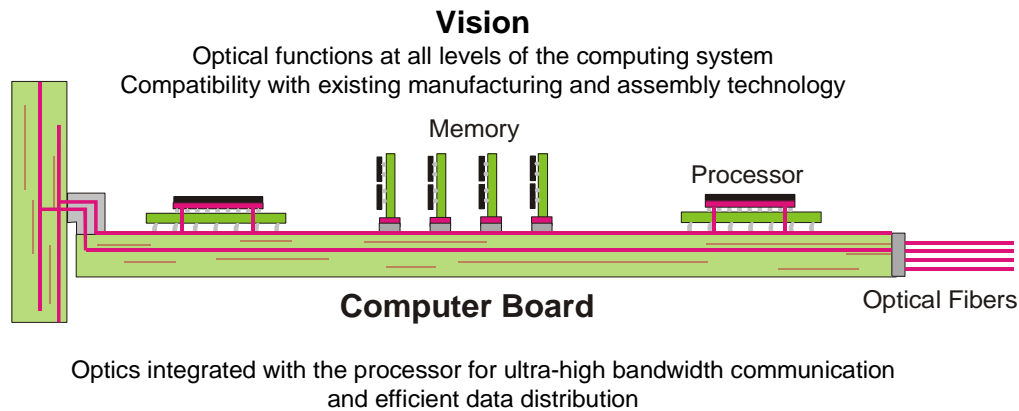 Vision
Optical functions at all levels of the computing system
Compatibility with existing manufacturing and assembly technology
Memory
Processor
Computer Board
Optical Fibers
Optics integrated with the processor for ultra-high bandwidth communication
and efficient data distribution